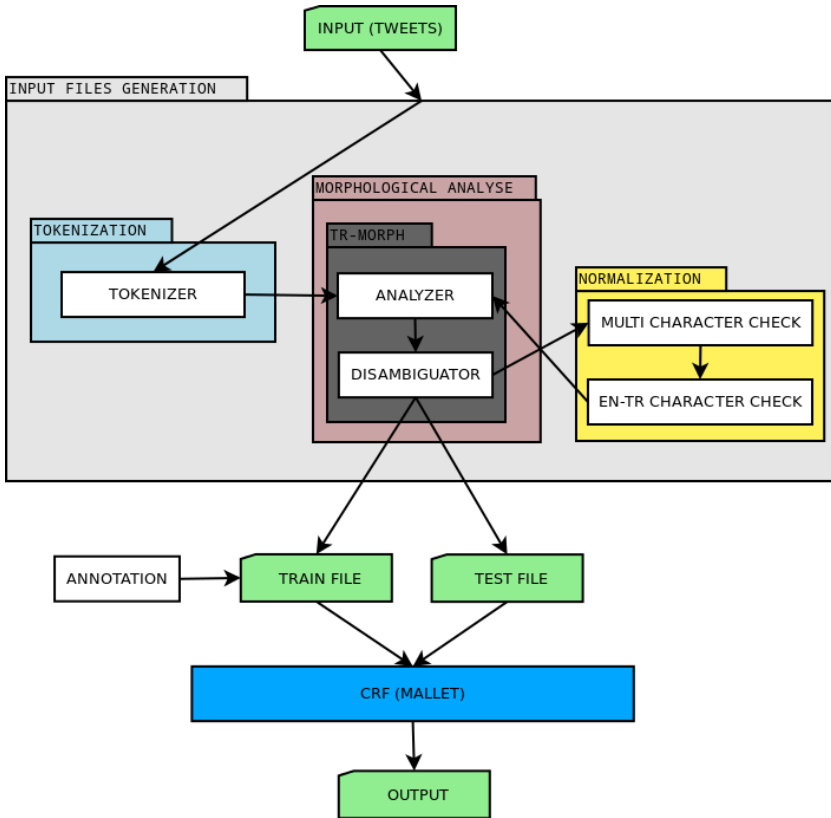 INPUT (TWEETS)
INPUT FILES GENERATION
MORPHOLOGICAL ANALYSE
TOKENIZATION
TR-MORPH
NORMALIZATION
TOKENIZER
ANALYZER
MULTI CHARACTER CHECK
DISAMBIGUATOR
EN-TR CHARACTER CHECK
ANNOTATION
TRAIN FILE
TEST FILE
CRF (MALLET)
OUTPUT